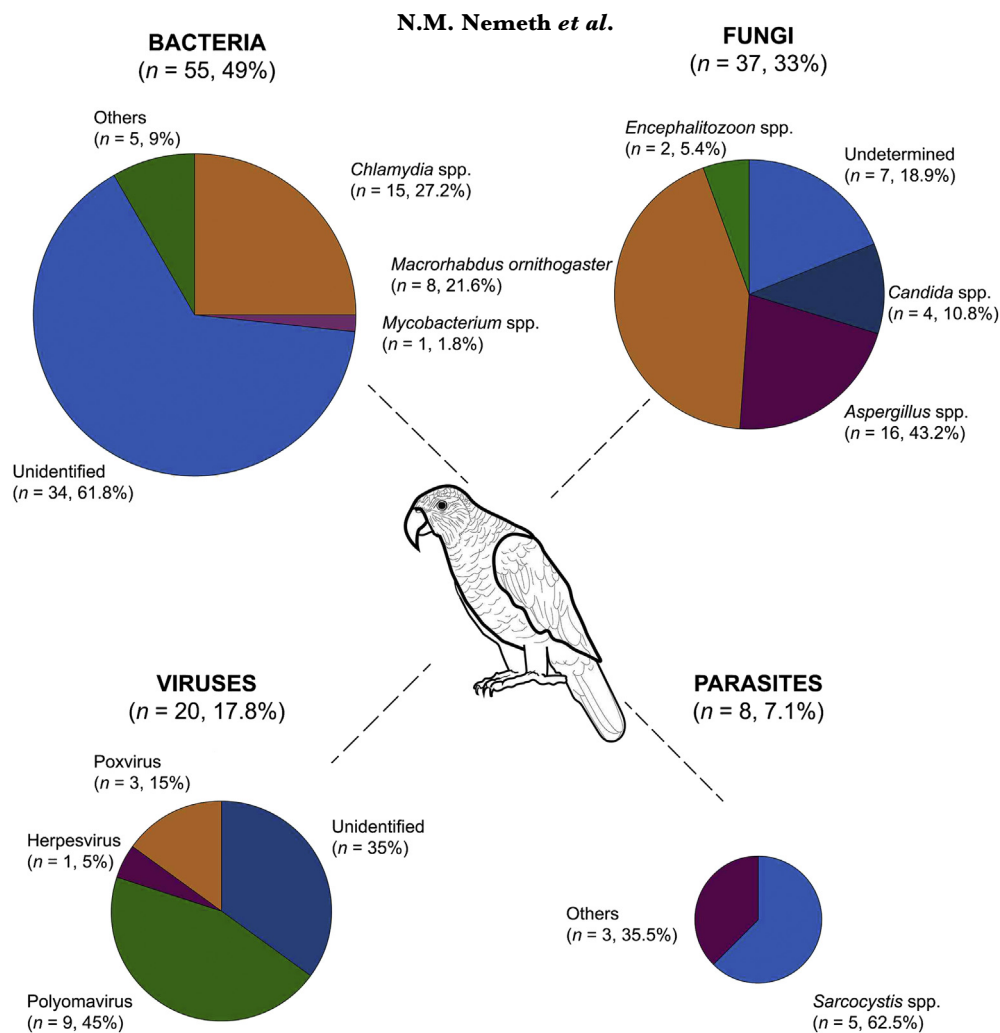 N.M. Nemeth et al.
BACTERIA
(n = 55, 49%)
Others
(n = 5, 9%)
Chlamydia spp.
(n = 15, 27.2%)
Macrorhabdus ornithogaster
(n = 8, 21.6%)
Mycobacterium spp.
(n = 1, 1.8%)
Unidentified
(n = 34, 61.8%)
FUNGI
(n = 37, 33%)
Encephalitozoon spp.
(n = 2, 5.4%)
Undetermined
(n = 7, 18.9%)
Candida spp.
(n = 4, 10.8%)
Aspergillus spp.
(n = 16, 43.2%)
VIRUSES
(n = 20, 17.8%)
Poxvirus
(n = 3, 15%)
Herpesvirus
(n = 1, 5%)
Unidentified
(n = 35%)
Polyomavirus
(n = 9, 45%)
PARASITES
(n = 8, 7.1%)
Others
(n = 3, 35.5%)
Sarcocystis spp.
(n = 5, 62.5%)